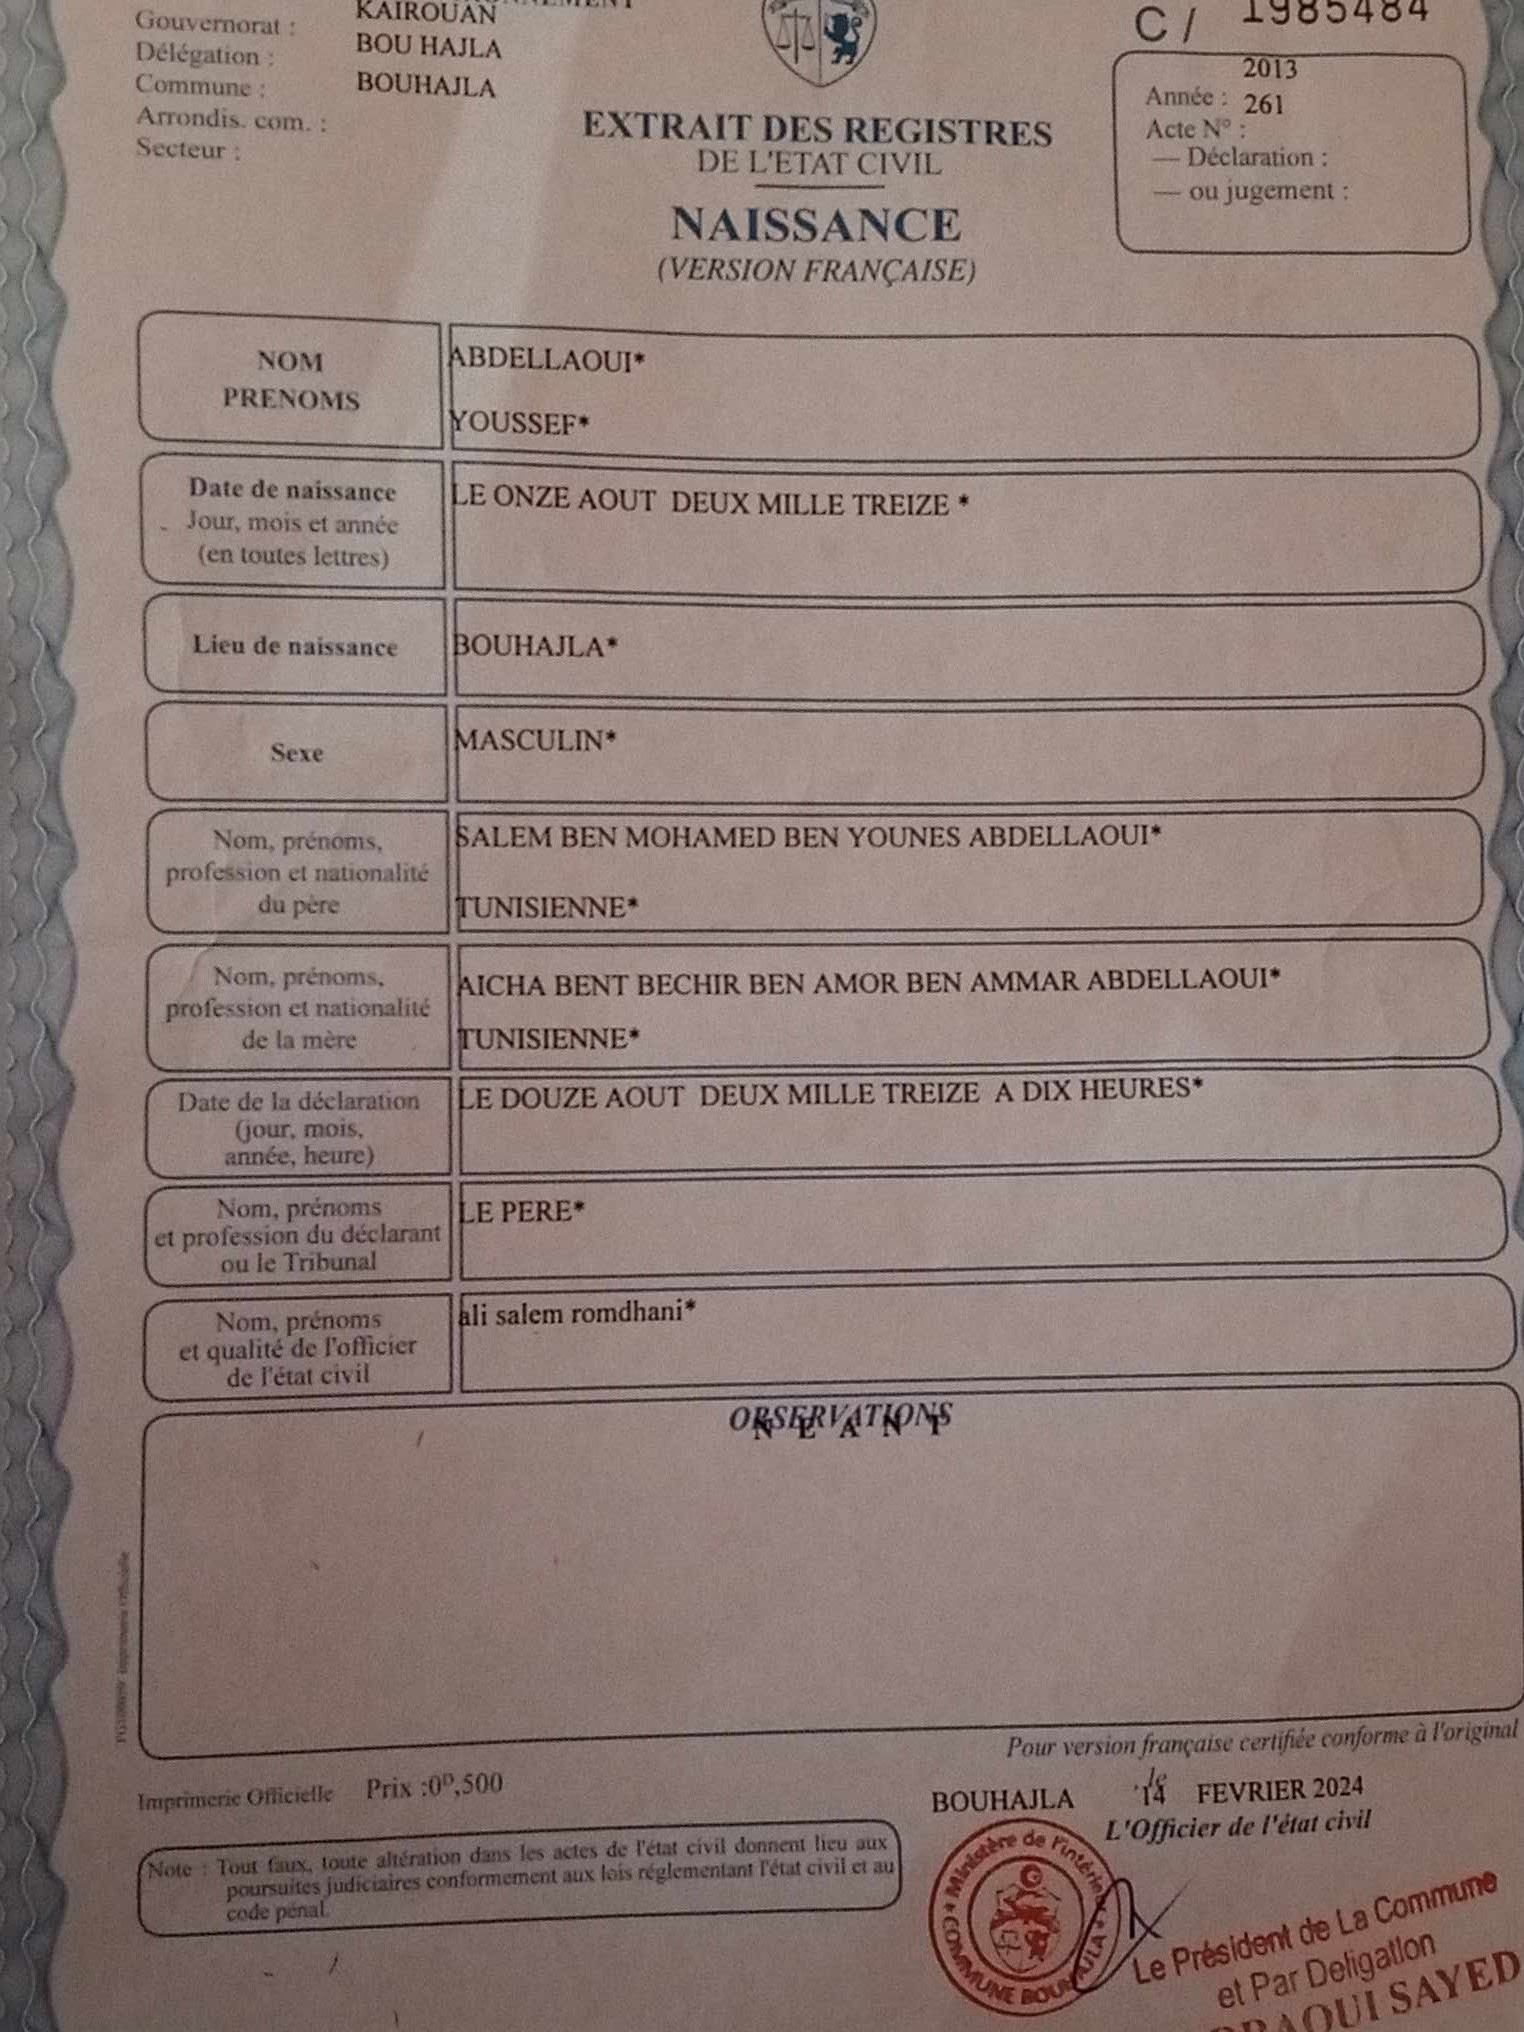 Gouvernorat : KAIROUAN
Délégation : BOU HAJLA
Commune : BOUHAJLA
Arrondis. com. :
Secteur :
C / 1985484
2013
Année : 261
Acte N° :
— Déclaration :
— ou jugement :
EXTRAIT DES REGISTRES
DE L'ETAT CIVIL
NAISSANCE
(VERSION FRANÇAISE)
NOM
PRENOMS
ABDELLAOUI*
YOUSSEF*
Date de naissance
Jour, mois et année
(en toutes lettres)
LE ONZE AOUT DEUX MILLE TREIZE *
Lieu de naissance
BOUHAJLA*
Sexe
MASCULIN*
Nom, prénoms,
profession et nationalité
du père
SALEM BEN MOHAMED BEN YOUNES ABDELLAOUI*
TUNISIENNE*
Nom, prénoms,
profession et nationalité
de la mère
AICHA BENT BECHIR BEN AMOR BEN AMMAR ABDELLAOUI*
TUNISIENNE*
Date de la déclaration
(jour, mois,
année, heure)
LE DOUZE AOUT DEUX MILLE TREIZE A DIX HEURES*
Nom, prénoms
et profession du déclarant
ou le Tribunal
LE PERE*
Nom, prénoms
et qualité de l'officier
de l'état civil
ali salem romdhani*
OBSERVATIONS
N E A N T
Pour version française certifiée conforme à l'original
Imprimerie Officielle Prix :0ᴰ,500
BOUHAJLA le 14 FEVRIER 2024
L'Officier de l'état civil
Note : Tout faux, toute altération dans les actes de l'état civil donnent lieu aux
poursuites judiciaires conformement aux lois réglementant l'état civil et au
code pénal.
Ministère de l'intérieur
COMMUNE BOUHAJLA
Le Président de La Commune
et Par Deligation
SAYED
Imprimerie Officielle